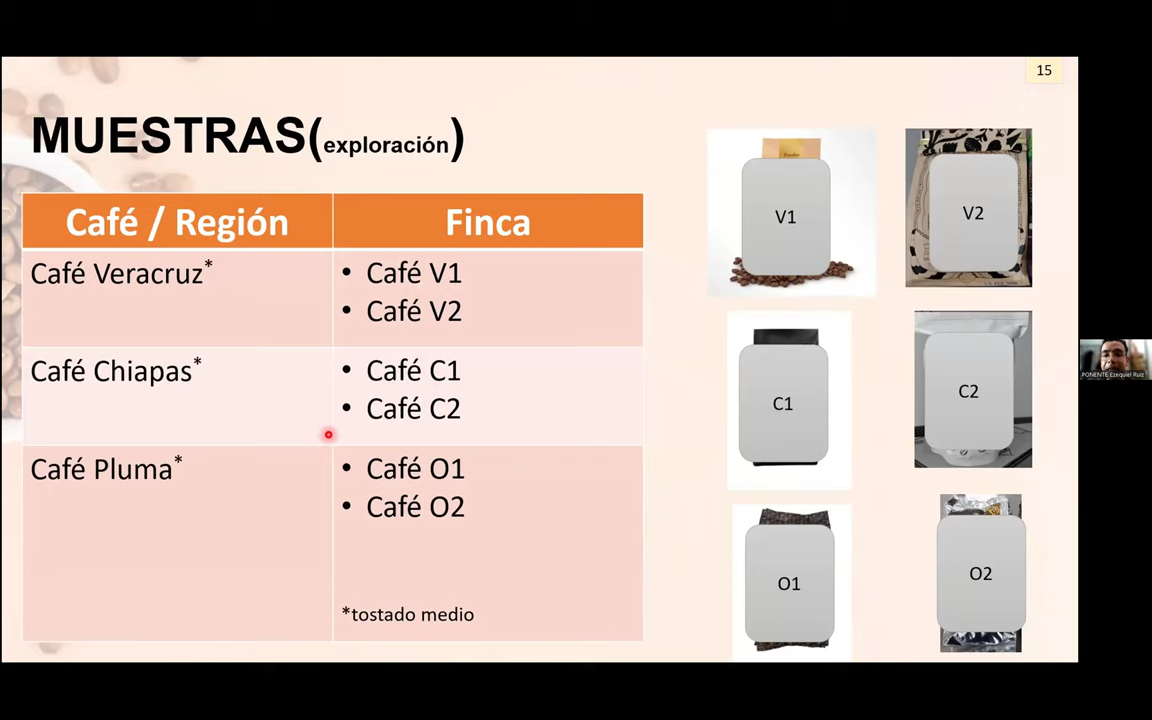 15
MUESTRAS(exploración)
Café / Región
Finca
Café Veracruz*
• Café V1
• Café V2
Café Chiapas*
• Café C1
• Café C2
Café Pluma*
• Café O1
• Café O2
*tostado medio
V1
V2
C1
C2
O1
O2
PONENTE Ezequiel Ruiz